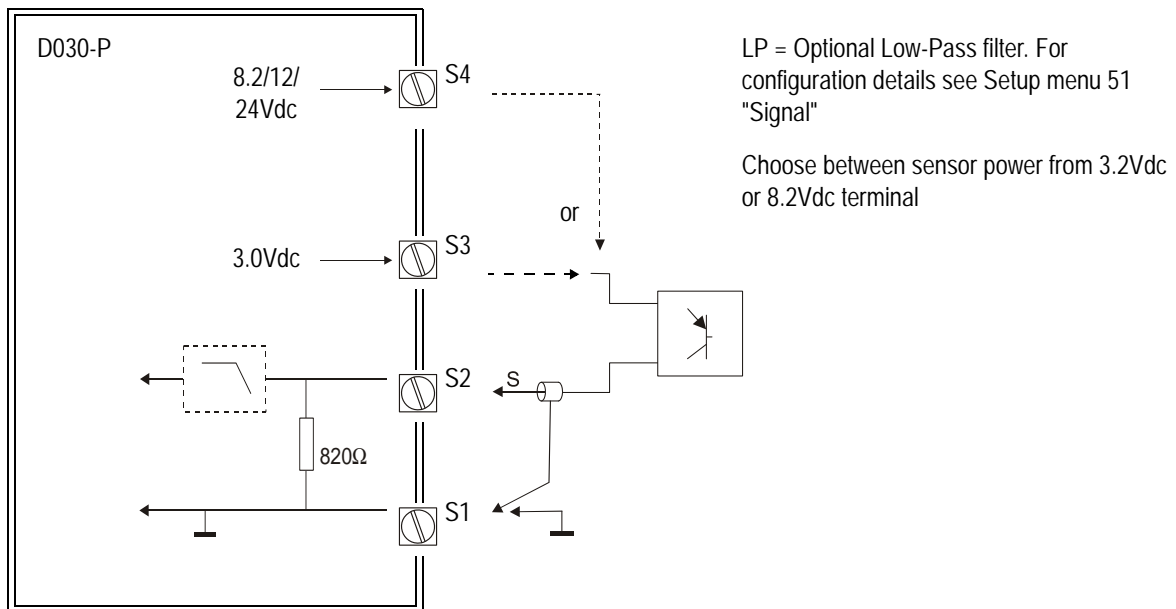 D030-P
8.2/12/
24Vdc
S4
3.0Vdc
S3
or
S2
S
820Ω
S1
LP = Optional Low-Pass filter. For
configuration details see Setup menu 51
"Signal"
Choose between sensor power from 3.2Vdc
or 8.2Vdc terminal